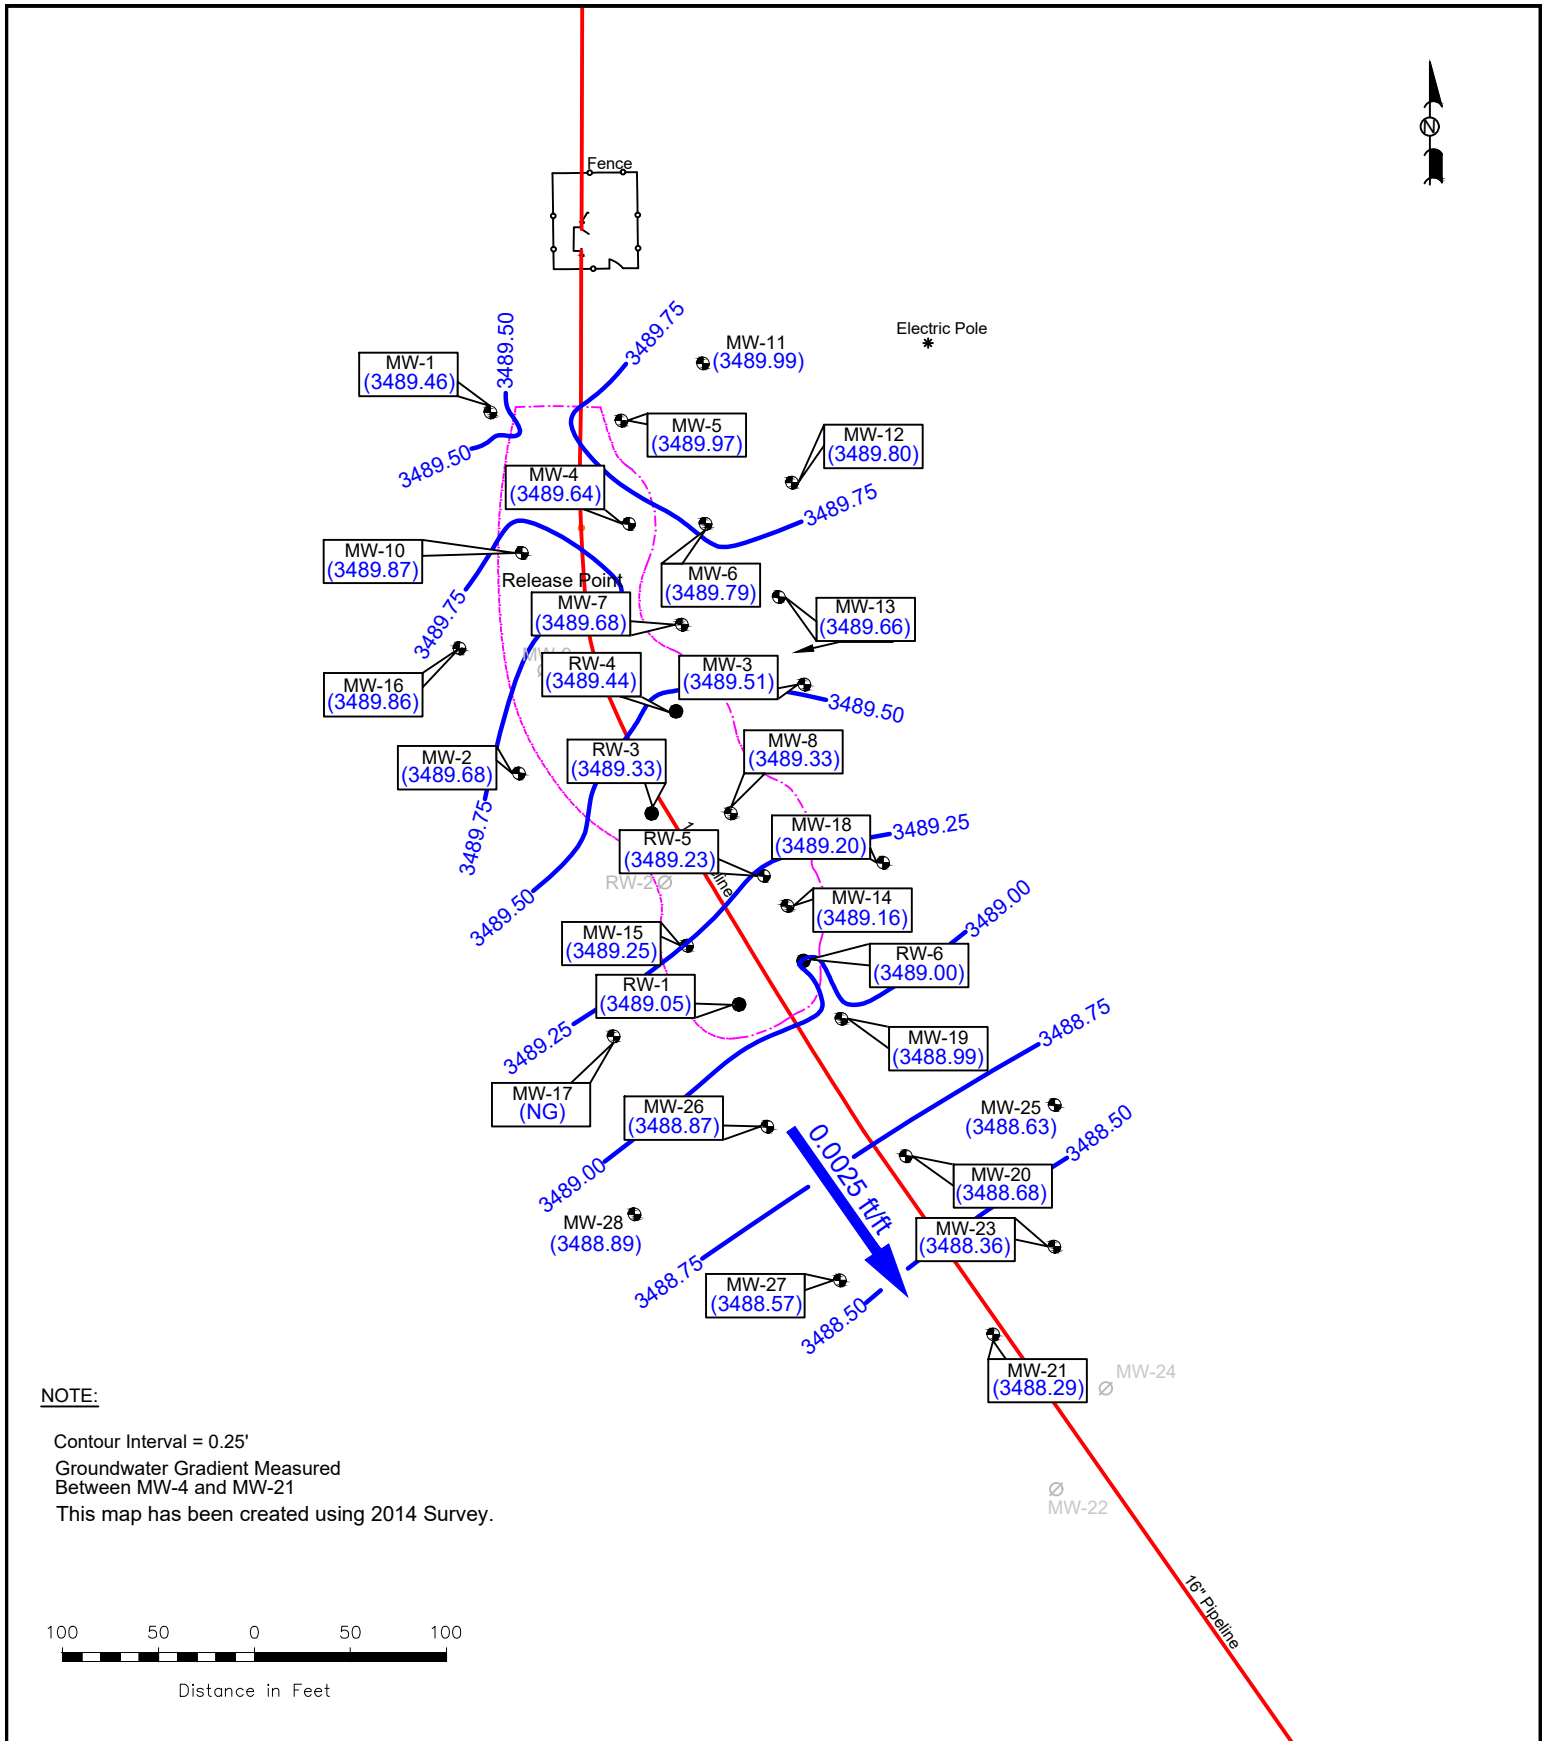 N
Fence
Electric Pole
3489.50
3489.75
MW-11
(3489.99)
MW-1
(3489.46)
MW-5
(3489.97)
MW-12
(3489.80)
3489.50
MW-4
(3489.64)
3489.75
MW-10
(3489.87)
Release Point
MW-6
(3489.79)
3489.75
MW-7
(3489.68)
MW-13
(3489.66)
RW-4
(3489.44)
MW-3
(3489.51)
MW-16
(3489.86)
3489.50
MW-2
(3489.68)
RW-3
(3489.33)
MW-8
(3489.33)
3489.75
RW-5
(3489.23)
MW-18
(3489.20)
3489.25
RW-2
3489.50
MW-14
(3489.16)
3489.00
MW-15
(3489.25)
RW-6
(3489.00)
RW-1
(3489.05)
3489.25
MW-19
(3488.99)
3488.75
MW-17
(NG)
MW-26
(3488.87)
MW-25
(3488.63)
3488.50
0.0025 ft/ft
3489.00
MW-20
(3488.68)
MW-28
(3488.89)
MW-23
(3488.36)
3488.75
MW-27
(3488.57)
3488.50
MW-21
(3488.29)
MW-24
MW-22
16" Pipeline
NOTE:
Contour Interval = 0.25'
Groundwater Gradient Measured
Between MW-4 and MW-21
This map has been created using 2014 Survey.
100 50 0 50 100
Distance in Feet